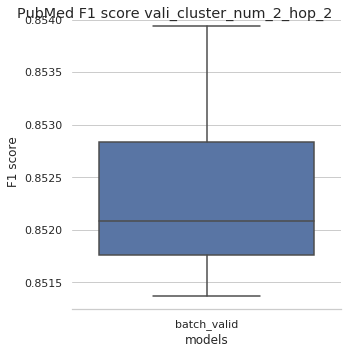 PubMed F1 score vali_cluster_num_2_hop_2
0.8540
0.8535
0.8530
0.8525
0.8520
0.8515
F1 score
batch_valid
models